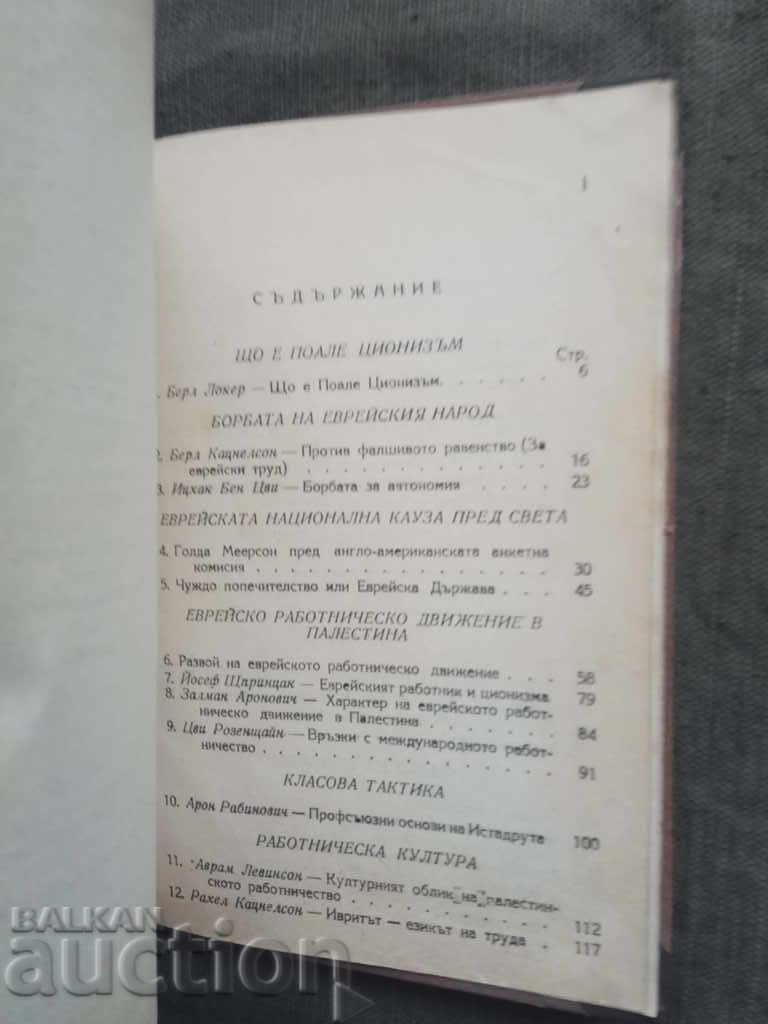 I
СЪДЪРЖАНИЕ
ЩО Е ПОАЛЕ ЦИОНИЗЪМ
Стр.
1. Берл Локер — Що е Поале Ционизъм. . . . . . 6
БОРБАТА НА ЕВРЕЙСКИЯ НАРОД
2. Берл Кацнелсон — Против фалшивото равенство (За
еврейски труд) . . . . . . . . . . . 16
3. Ицхак Бен Цви — Борбата за автономия . . . . 23
ЕВРЕЙСКАТА НАЦИОНАЛНА КАУЗА ПРЕД СВЕТА
4. Голда Меерсон пред англо-американската анкетна
комисия . . . . . . . . . . . . . 30
5. Чуждо попечителство или Еврейска Държава . . . 45
ЕВРЕЙСКО РАБОТНИЧЕСКО ДВИЖЕНИЕ В
ПАЛЕСТИНА
6. Развой на еврейското работническо движение . . . 58
7. Йосеф Шпринцак — Еврейският работник и ционизма 79
8. Залман Аронович — Характер на еврейското работ-
ническо движение в Палестина . . . . . . 84
9. Цви Розенщайн — Връзки с международното работ-
ничество . . . . . . . . . . . . 91
КЛАСОВА ТАКТИКА
10. Арон Рабинович — Профсъюзни основи на Истадрута 100
РАБОТНИЧЕСКА КУЛТУРА
11. Аврам Левинсон — Културният облик на палестин-
ското работничество . . . . . . . . 112
12. Рахел Кацнелсон — Ивритът — езикът на труда . 117
BALKAN
auction